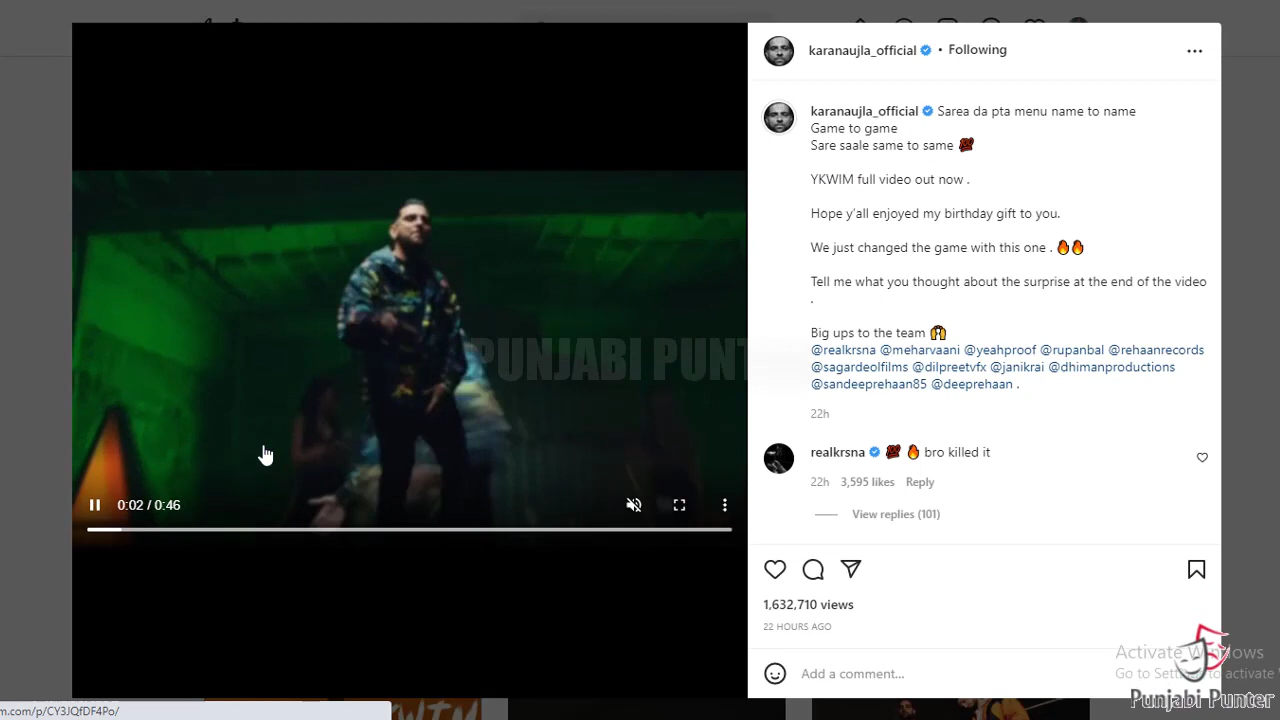 karanaujla_official • Following
karanaujla_official Sarea da pta menu name to name
Game to game
Sare saale same to same 💯
YKWIM full video out now .
Hope y'all enjoyed my birthday gift to you.
We just changed the game with this one . 🔥🔥
Tell me what you thought about the surprise at the end of the video
.
Big ups to the team 🙌
@realkrsna @meharvaani @yeahproof @rupanbal @rehaanrecords
@sagardeolfilms @dilpreetvfx @janikrai @dhimanproductions
@sandeeprehaan85 @deeprehaan .
22h
realkrsna 💯 🔥 bro killed it
22h 3,595 likes Reply
View replies (101)
1,632,710 views
22 HOURS AGO
Add a comment...
PUNJABI PUNT
0:02 / 0:46
Activate Windows
Go to Settings to activate
Punjabi Punter
m.com/p/CY3JQfDF4Po/
YKWIM